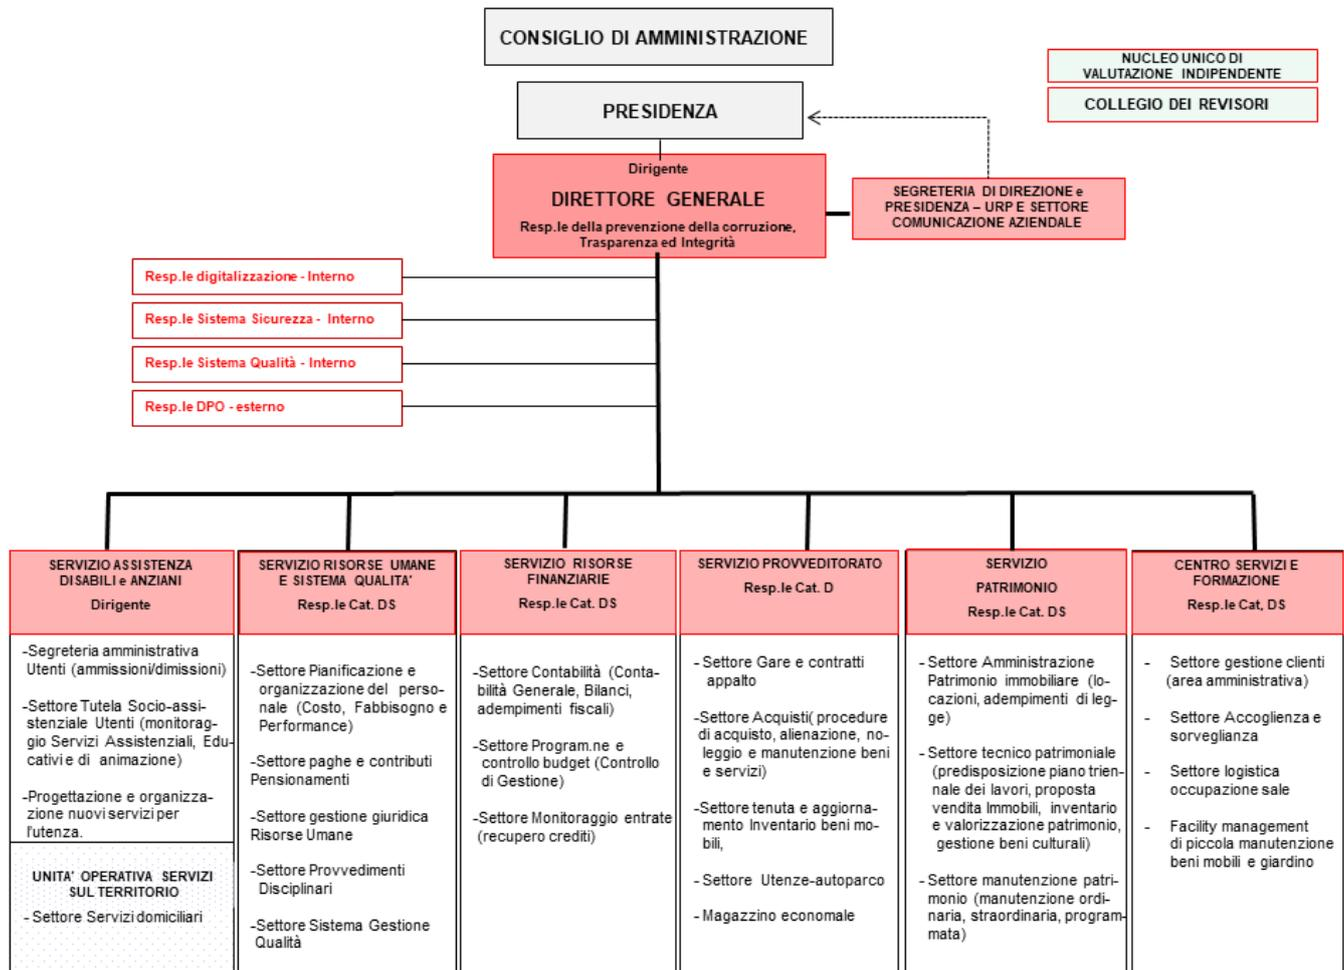 CONSIGLIO DI AMMINISTRAZIONE
NUCLEO UNICO DI
VALUTAZIONE INDIPENDENTE
COLLEGIO DEI REVISORI
PRESIDENZA
Dirigente
DIRETTORE GENERALE
Resp.le della prevenzione della corruzione,
Trasparenza ed Integrità
SEGRETERIA DI DIREZIONE e
PRESIDENZA – URP E SETTORE
COMUNICAZIONE AZIENDALE
Resp.le digitalizzazione - Interno
Resp.le Sistema Sicurezza - Interno
Resp.le Sistema Qualità - Interno
Resp.le DPO - esterno
SERVIZIO ASSISTENZA
DISABILI e ANZIANI
Dirigente
-Segreteria amministrativa
Utenti (ammissioni/dimissioni)
-Settore Tutela Socio-assi-
stenziale Utenti (monitorag-
gio Servizi Assistenziali, Edu-
cativi e di animazione)
-Progettazione e organizza-
zione nuovi servizi per
l'utenza.
UNITA' OPERATIVA SERVIZI
SUL TERRITORIO
- Settore Servizi domiciliari
SERVIZIO RISORSE UMANE
E SISTEMA QUALITA'
Resp.le Cat. DS
-Settore Pianificazione e
organizzazione del perso-
nale (Costo, Fabbisogno e
Performance)
-Settore paghe e contributi
Pensionamenti
-Settore gestione giuridica
Risorse Umane
-Settore Provvedimenti
Disciplinari
-Settore Sistema Gestione
Qualità
SERVIZIO RISORSE
FINANZIARIE
Resp.le Cat. DS
-Settore Contabilità (Conta-
bilità Generale, Bilanci,
adempimenti fiscali)
-Settore Program.ne e
controllo budget (Controllo
di Gestione)
-Settore Monitoraggio entrate
(recupero crediti)
SERVIZIO PROVVEDITORATO
Resp.le Cat. D
- Settore Gare e contratti
appalto
-Settore Acquisti( procedure
di acquisto, alienazione, no-
leggio e manutenzione beni
e servizi)
-Settore tenuta e aggiorna-
mento Inventario beni mo-
bili,
- Settore Utenze-autoparco
- Magazzino economale
SERVIZIO
PATRIMONIO
Resp.le Cat. DS
- Settore Amministrazione
Patrimonio immobiliare (lo-
cazioni, adempimenti di leg-
ge)
- Settore tecnico patrimoniale
(predisposizione piano trien-
nale dei lavori, proposta
vendita Immobili, inventario
e valorizzazione patrimonio,
gestione beni culturali)
- Settore manutenzione patri-
monio (manutenzione ordi-
naria, straordinaria, program-
mata)
CENTRO SERVIZI E
FORMAZIONE
Resp.le Cat, DS
- Settore gestione clienti
(area amministrativa)
- Settore Accoglienza e
sorveglianza
- Settore logistica
occupazione sale
- Facility management
di piccola manutenzione
beni mobili e giardino